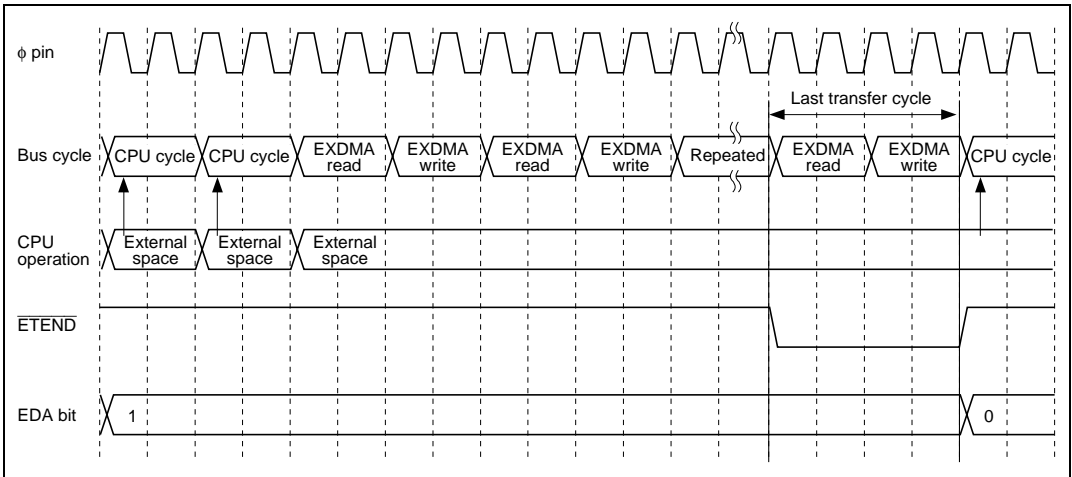 φ pin
Last transfer cycle
Bus cycle CPU cycle CPU cycle EXDMA read EXDMA write EXDMA read EXDMA write Repeated EXDMA read EXDMA write CPU cycle
CPU operation External space External space External space
ETEND
EDA bit 1 0